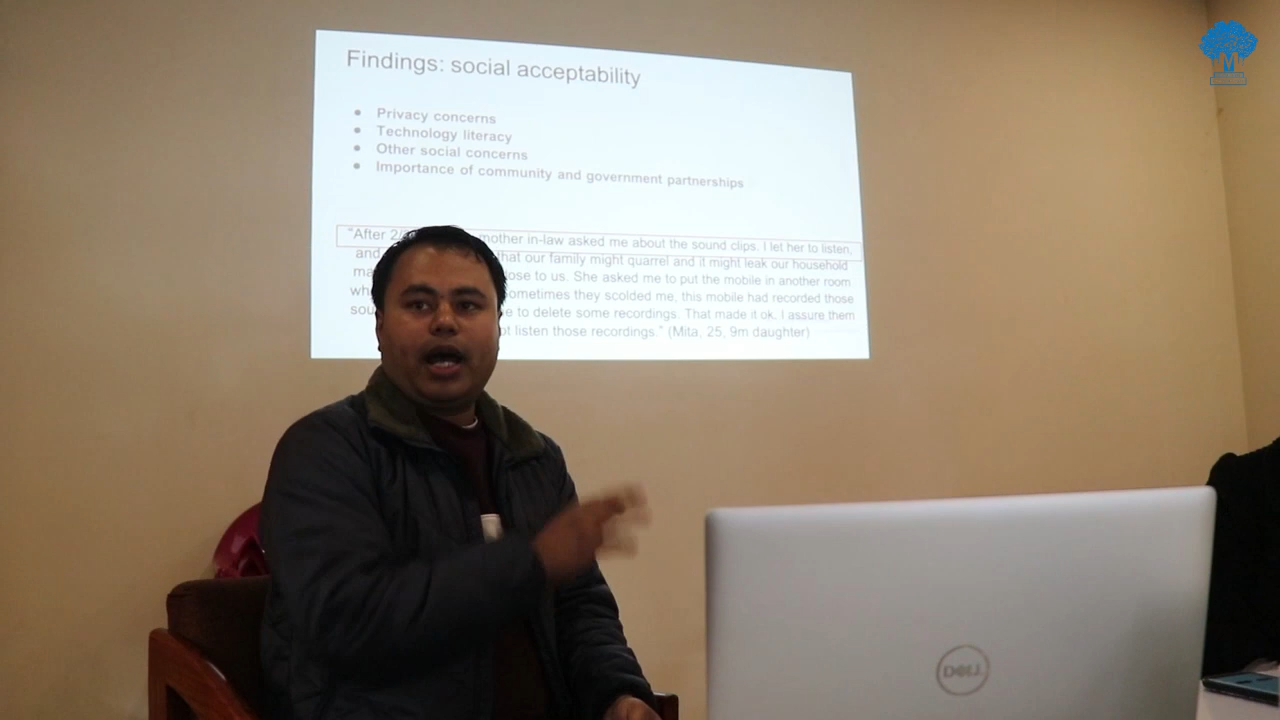 Findings: social acceptability
● Privacy concerns
● Technology literacy
● Other social concerns
● Importance of community and government partnerships
"After 2/ mother in-law asked me about the sound clips. I let her to listen,
and that our family might quarrel and it might leak our household
to us. She asked me to put the mobile in another room
sometimes they scolded me, this mobile had recorded those
to delete some recordings. That made it ok. I assure them
listen those recordings." (Mita, 25, 9m daughter)
DELL
M